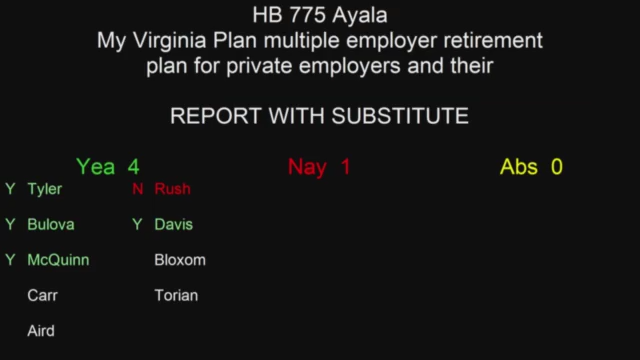 HB 775 Ayala
My Virginia Plan multiple employer retirement
plan for private employers and their
REPORT WITH SUBSTITUTE
Yea 4 Nay 1 Abs 0
Y Tyler N Rush
Y Bulova Y Davis
Y McQuinn Bloxom
Carr Torian
Aird